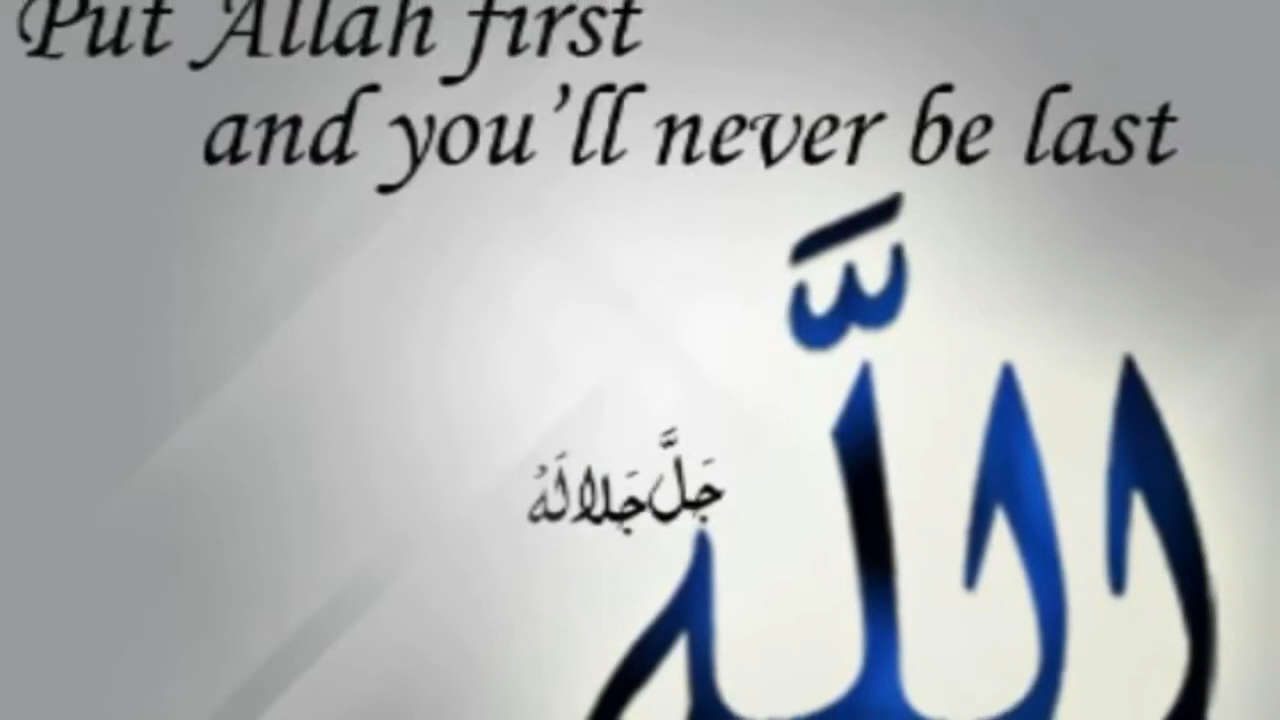 Put Allah first
and you'll never be last
اللّٰه
جَلَّ جَلَالَهُ